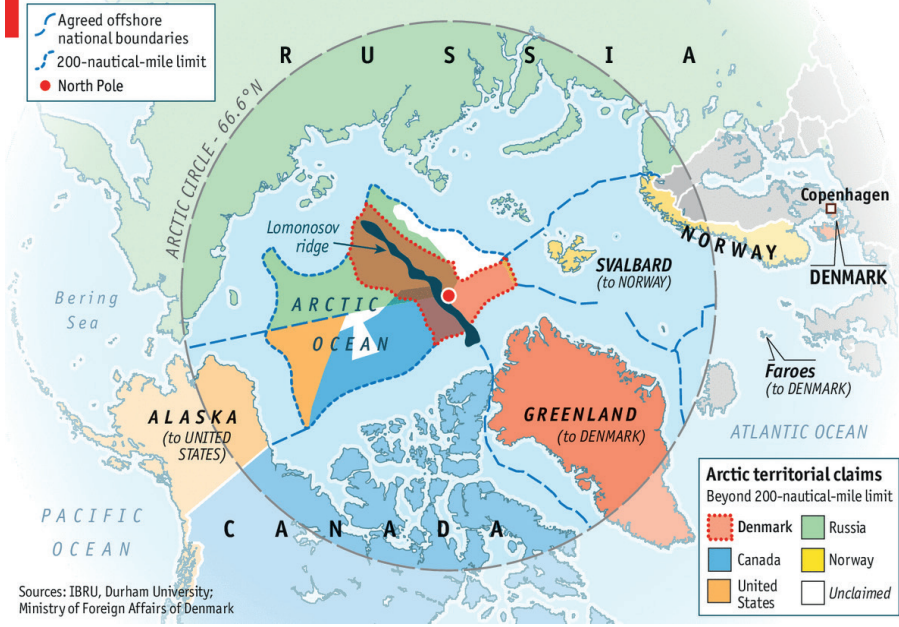 Agreed offshore
national boundaries
200-nautical-mile limit
North Pole
R U S S I A
ARCTIC CIRCLE - 66.6°N
Lomonosov
ridge
Copenhagen
NORWAY
SVALBARD
(to NORWAY)
DENMARK
Bering
Sea
ARCTIC
OCEAN
Faroes
(to DENMARK)
ALASKA
(to UNITED
STATES)
GREENLAND
(to DENMARK)
ATLANTIC OCEAN
PACIFIC
OCEAN
C A N A D A
Arctic territorial claims
Beyond 200-nautical-mile limit
Denmark
Russia
Canada
Norway
United
States
Unclaimed
Sources: IBRU, Durham University;
Ministry of Foreign Affairs of Denmark